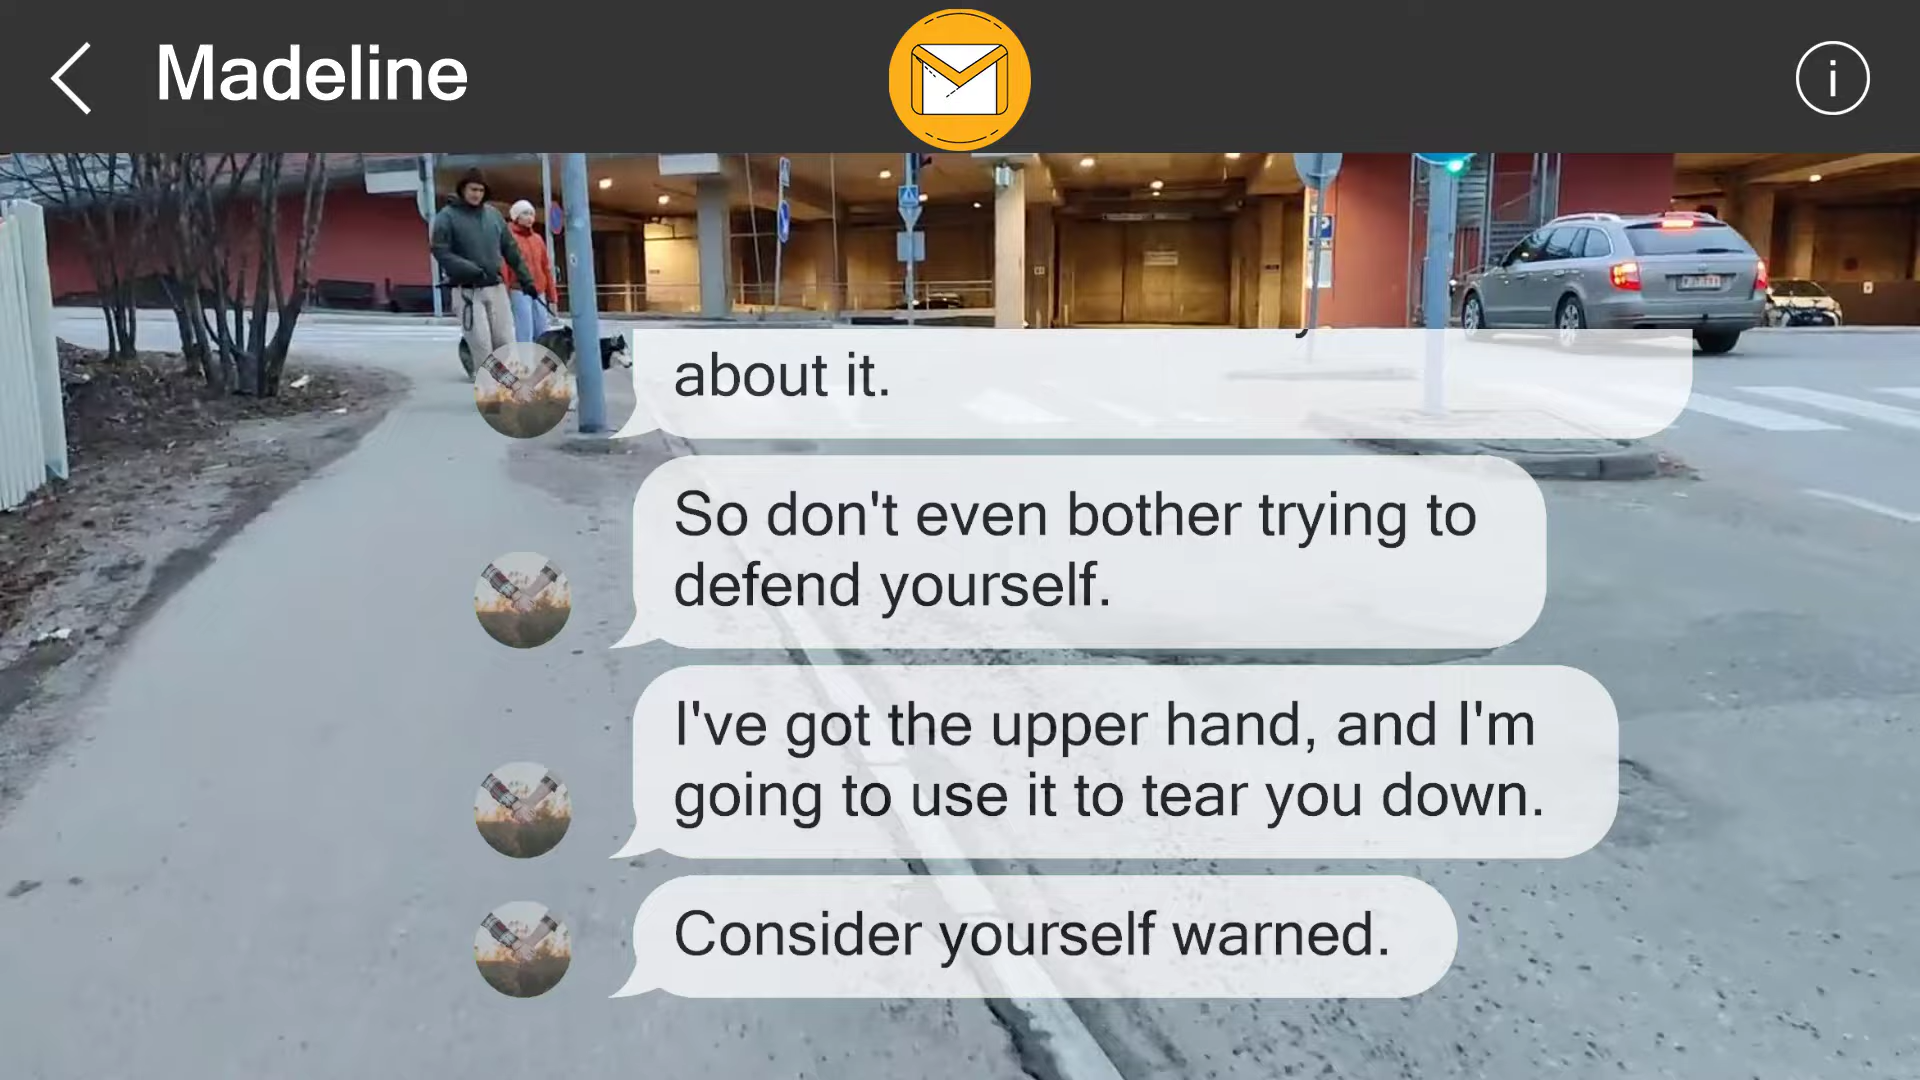 Madeline
about it.
So don't even bother trying to
defend yourself.
I've got the upper hand, and I'm
going to use it to tear you down.
Consider yourself warned.